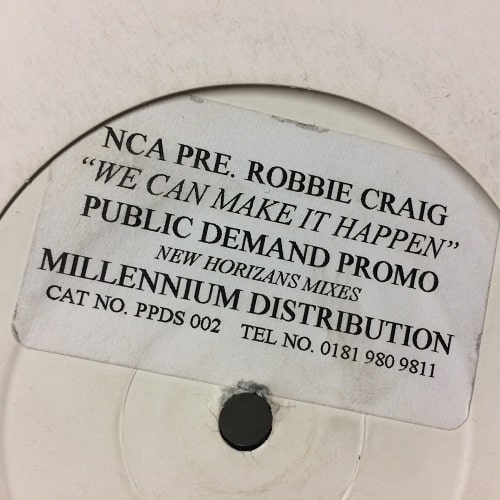 NCA PRE. ROBBIE CRAIG
“WE CAN MAKE IT HAPPEN”
PUBLIC DEMAND PROMO
NEW HORIZANS MIXES
MILLENNIUM DISTRIBUTION
CAT NO. PPDS 002 TEL NO. 0181 980 9811